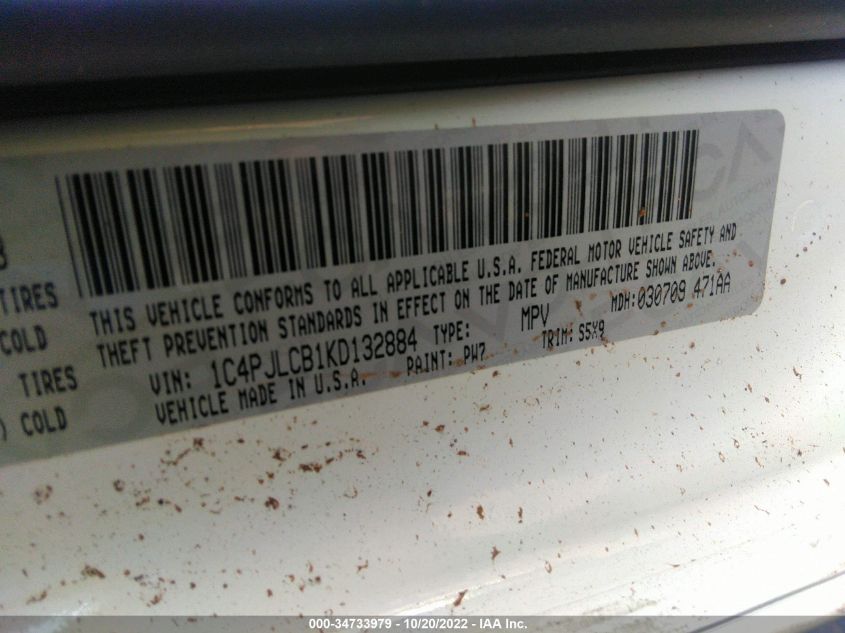 THIS VEHICLE CONFORMS TO ALL APPLICABLE U.S.A. FEDERAL MOTOR VEHICLE SAFETY AND
THEFT PREVENTION STANDARDS IN EFFECT ON THE DATE OF MANUFACTURE SHOWN ABOVE.
VIN: 1C4PJLCB1KD132884 TYPE: MPV MDH:030709 471AA
VEHICLE MADE IN U.S.A. PAINT: PW7 TRIM: S5X9
TIRES
COLD
TIRES
) COLD
000-34733979 - 10/20/2022 - IAA Inc.